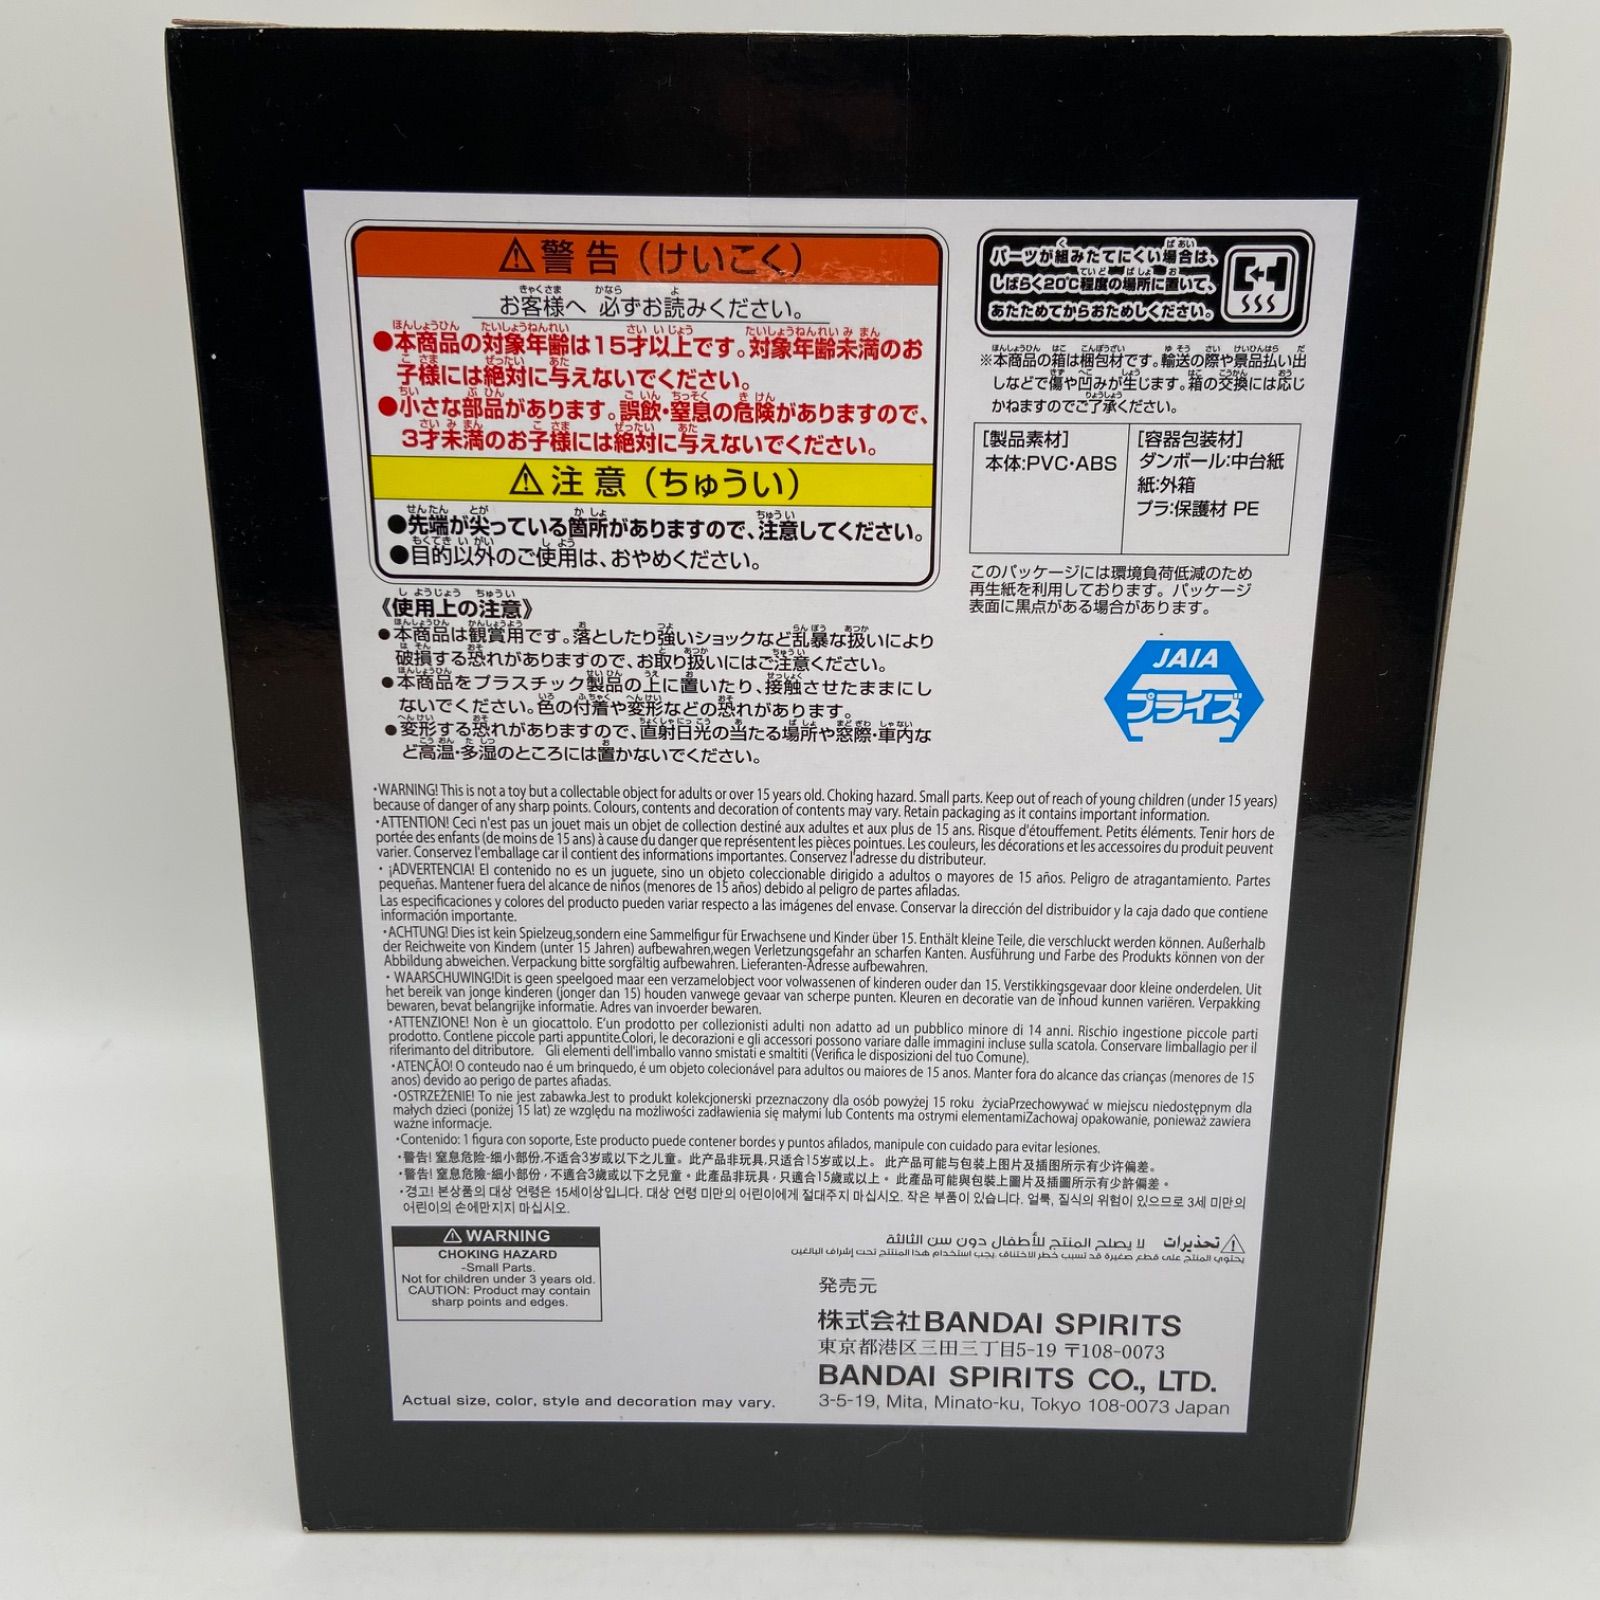 ⚠警告（けいこく）
お客様へ 必ずお読みください。
●本商品の対象年齢は15才以上です。対象年齢未満のお
子様には絶対に与えないでください。
●小さな部品があります。誤飲・窒息の危険がありますので、
3才未満のお子様には絶対に与えないでください。
⚠注意（ちゅうい）
●先端が尖っている箇所がありますので、注意してください。
●目的以外のご使用は、おやめください。
《使用上の注意》
●本商品は観賞用です。落としたり強いショックなど乱暴な扱いにより
破損する恐れがありますので、お取り扱いにはご注意ください。
●本商品をプラスチック製品の上に置いたり、接触させたままにし
ないでください。色の付着や変形などの恐れがあります。
●変形する恐れがありますので、直射日光の当たる場所や窓際・車内な
ど高温・多湿のところには置かないでください。
パーツが組みたてにくい場合は、
しばらく20℃程度の場所に置いて、
あたためてからおためしください。
※本商品の箱は梱包材です。輸送の際や景品払い出
しなどで傷や凹みが生じます。箱の交換には応じ
かねますのでご了承ください。
[製品素材]
本体:PVC・ABS
[容器包装材]
ダンボール:中台紙
紙:外箱
プラ:保護材 PE
このパッケージには環境負荷低減のため
再生紙を利用しております。パッケージ
表面に黒点がある場合があります。
JAIA
プライズ
・WARNING! This is not a toy but a collectable object for adults or over 15 years old. Choking hazard. Small parts. Keep out of reach of young children (under 15 years)
because of danger of any sharp points. Colours, contents and decoration of contents may vary. Retain packaging as it contains important information.
・ATTENTION! Ceci n'est pas un jouet mais un objet de collection destiné aux adultes et aux plus de 15 ans. Risque d'étouffement. Petits éléments. Tenir hors de
portée des enfants (de moins de 15 ans) à cause du danger que représentent les pièces pointues. Les couleurs, les décorations et les accessoires du produit peuvent
varier. Conservez l'emballage car il contient des informations importantes. Conservez l'adresse du distributeur.
・¡ADVERTENCIA! El contenido no es un juguete, sino un objeto coleccionable dirigido a adultos o mayores de 15 años. Peligro de atragantamiento. Partes
pequeñas. Mantener fuera del alcance de niños (menores de 15 años) debido al peligro de partes afiladas.
Las especificaciones y colores del producto pueden variar respecto a las imágenes del envase. Conservar la dirección del distribuidor y la caja dado que contiene
información importante.
・ACHTUNG! Dies ist kein Spielzeug,sondern eine Sammelfigur für Erwachsene und Kinder über 15. Enthält kleine Teile, die verschluckt werden können. Außerhalb
der Reichweite von Kindem (unter 15 Jahren) aufbewahren,wegen Verletzungsgefahr an scharfen Kanten. Ausführung und Farbe des Produkts können von der
Abbildung abweichen. Verpackung bitte sorgfältig aufbewahren. Lieferanten-Adresse aufbewahren.
・WAARSCHUWING!Dit is geen speelgoed maar een verzamelobject voor volwassenen of kinderen ouder dan 15. Verstikkingsgevaar door kleine onderdelen. Uit
het bereik van jonge kinderen (jonger dan 15) houden vanwege gevaar van scherpe punten. Kleuren en decoratie van de inhoud kunnen variëren. Verpakking
bewaren, bevat belangrijke informatie. Adres van invoerder bewaren.
・ATTENZIONE! Non è un giocattolo. E'un prodotto per collezionisti adulti non adatto ad un pubblico minore di 14 anni. Rischio ingestione piccole parti
prodotto. Contlene piccole parti appuntite.Colori, le decorazioni e gli accessori possono variare dalle immagini incluse sulla scatola. Conservare limballagio per il
riferimanto del ditributore. Gli elementi dell'imballo vanno smistati e smaltiti (Verifica le disposizioni del tuo Comune).
・ATENÇÃO! O conteudo nao é um brinquedo, é um objeto colecionável para adultos ou maiores de 15 anos. Manter fora do alcance das crianças (menores de 15
anos) devido ao perigo de partes afiadas.
・OSTRZEŻENIE! To nie jest zabawka.Jest to produkt kolekcjonerski przeznaczony dla osób powyżej 15 roku życiaPrzechowywać w miejscu niedostępnym dla
małych dzieci (poniżej 15 lat) ze względu na możliwości zadławienia się małymi lub Contents ma ostrymi elementamiZachowaj opakowanie, ponieważ zawiera
ważne informacje.
・Contenido: 1 figura con soporte, Este producto puede contener bordes y puntos afilados, manipule con cuidado para evitar lesiones.
・警告! 窒息危险-细小部份,不适合3岁或以下之儿童。此产品非玩具,只适合15岁或以上。 此产品可能与包装上图片及插图所示有少许偏差。
・警告! 窒息危險-細小部份，不適合3歲或以下之兒童。此產品非玩具，只適合15歲或以上。 此產品可能與包裝上圖片及插圖所示有少許偏差。
・경고! 본상품의 대상 연령은 15세이상입니다. 대상 연령 미만의 어린이에게 절대주지 마십시오. 작은 부품이 있습니다. 얼룩, 질식의 위험이 있으므로 3세 미만의
어린이의 손에만지지 마십시오.
⚠ WARNING
CHOKING HAZARD
-Small Parts.
Not for children under 3 years old.
CAUTION: Product may contain
sharp points and edges.
⚠ تحذيرات لا يصلح المنتج للأطفال دون سن الثالثة
يحتوي المنتج على قطع صغيرة قد تسبب خطر الاختناق. يجب استخدام هذا المنتج تحت إشراف البالغين
発売元
株式会社BANDAI SPIRITS
東京都港区三田三丁目5-19 〒108-0073
BANDAI SPIRITS CO., LTD.
3-5-19, Mita, Minato-ku, Tokyo 108-0073 Japan
Actual size, color, style and decoration may vary.